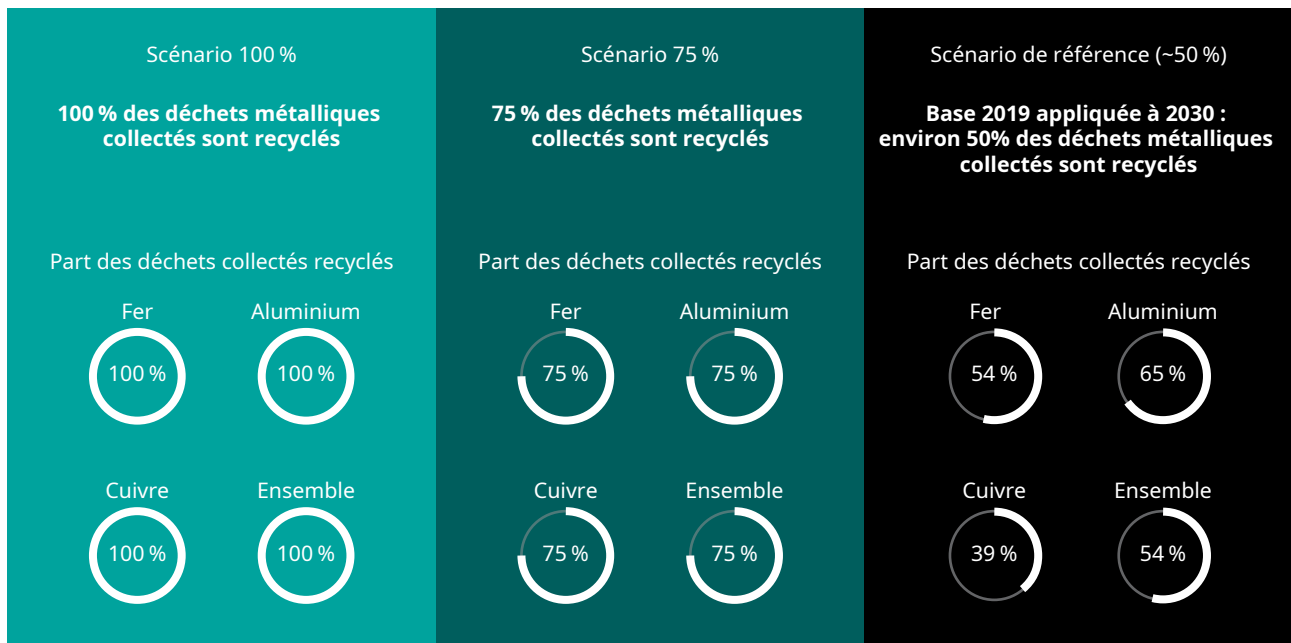 Scénario 100 %
100 % des déchets métalliques
collectés sont recyclés
Part des déchets collectés recyclés
Fer
Aluminium
100 %
100 %
Cuivre
Ensemble
100 %
100 %
Scénario 75 %
75 % des déchets métalliques
collectés sont recyclés
Part des déchets collectés recyclés
Fer
Aluminium
75 %
75 %
Cuivre
Ensemble
75 %
75 %
Scénario de référence (~50 %)
Base 2019 appliquée à 2030 :
environ 50% des déchets métalliques
collectés sont recyclés
Part des déchets collectés recyclés
Fer
Aluminium
54 %
65 %
Cuivre
Ensemble
39 %
54 %